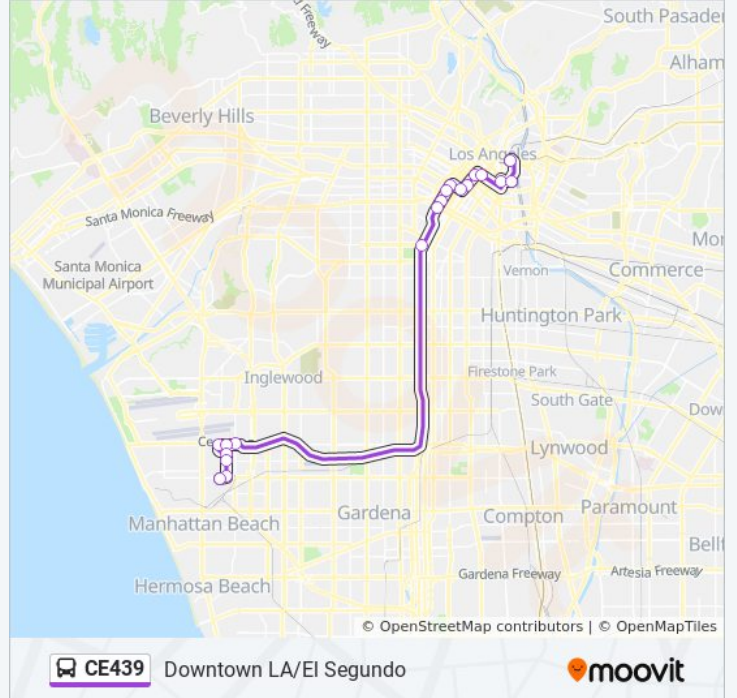 d Freeway
South Pasade
Alham
Beverly Hills
Los Angeles
Santa Monica Freeway
Mo
Santa Monica
Municipal Airport
Vernon
Commerce
Huntington Park
Inglewood
Firestone Park
South Gate
Dow
Ce
Lynwood
Gardena
Compton
Paramount
Manhattan Beach
Bellf
Gardena Freeway
Artesia Freeway
Hermosa Beach
© OpenStreetMap contributors | © OpenMapTiles
CE439 Downtown LA/El Segundo
moovit